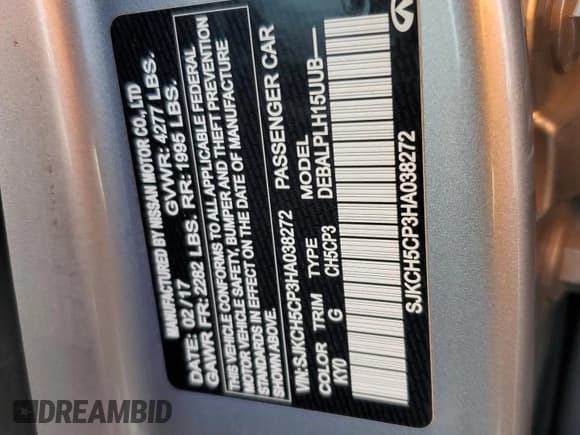 MANUFACTURED BY NISSAN MOTOR CO., LTD
DATE: 02/17 GVWR: 4277 LBS.
GAWR FR: 2282 LBS. RR: 1995 LBS.
THIS VEHICLE CONFORMS TO ALL APPLICABLE FEDERAL
MOTOR VEHICLE SAFETY, BUMPER AND THEFT PREVENTION
STANDARDS IN EFFECT ON THE DATE OF MANUFACTURE
SHOWN ABOVE.
VIN: SJKCH5CP3HA038272 PASSENGER CAR
COLOR TRIM TYPE MODEL
KY0 G CH5CP3 DEBALPLH15UUB—
SJKCH5CP3HA038272
DREAMBID